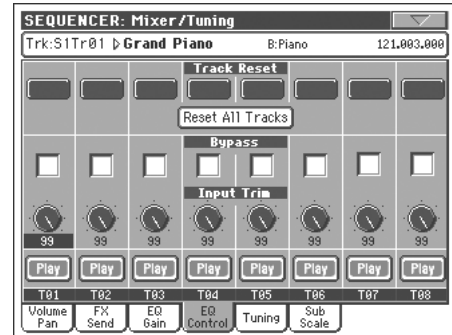 SEQUENCER: Mixer/Tuning
Trk:S1Tr01 ▷Grand Piano B:Piano 121.003.000
Track Reset
Reset All Tracks
Bypass
Input Trim
99 99 99 99 99 99 99 99
Play Play Play Play Play Play Play Play
T01 T02 T03 T04 T05 T06 T07 T08
Volume Pan FX Send EQ Gain EQ Control Tuning Sub Scale